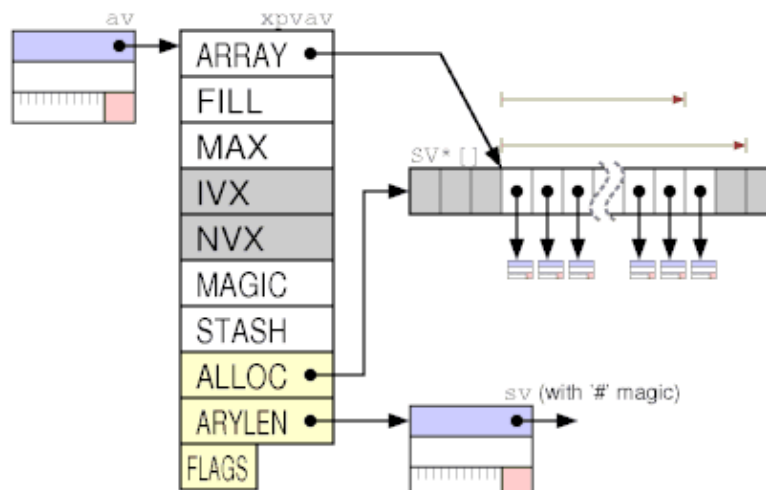 av
xpvav
ARRAY
FILL
MAX
SV*[]
IVX
NVX
MAGIC
STASH
ALLOC
sv (with '#' magic)
ARYLEN
FLAGS